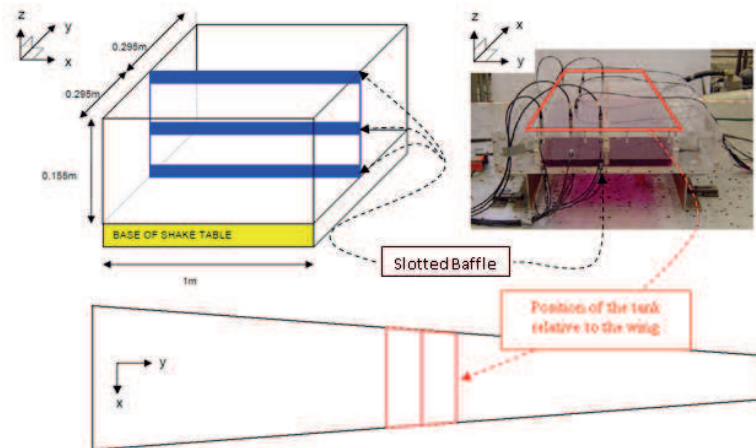 z
y
x
0.295m
0.295m
0.155m
BASE OF SHAKE TABLE
1m
z
x
y
Slotted Baffle
Position of the tank
relative to the wing
y
x